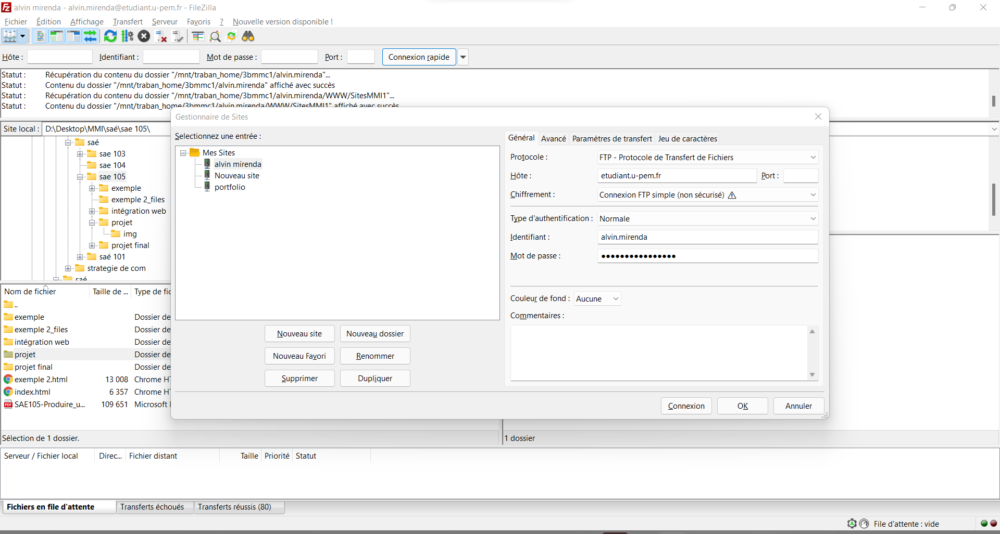 alvin mirenda - alvin.mirenda@etudiant.u-pem.fr - FileZilla
Fichier Édition Affichage Transfert Serveur Favoris ? Nouvelle version disponible !
Hôte : Identifiant : Mot de passe : Port : Connexion rapide
Statut : Récupération du contenu du dossier "/mnt/traban_home/3bmmc1/alvin.mirenda"...
Statut : Contenu du dossier "/mnt/traban_home/3bmmc1/alvin.mirenda" affiché avec succès
Statut : Récupération du contenu du dossier "/mnt/traban_home/3bmmc1/alvin.mirenda/WWW/SitesMMI1"...
Statut : Contenu du dossier "/mnt/traban_home/3bmmc1/alvin.mirenda/WWW/SitesMMI1" affiché avec succès
Site local : D:\Desktop\MMI\saé\sae 105\
saé
sae 103
sae 104
sae 105
exemple
exemple 2_files
intégration web
projet
img
projet final
saé 101
strategie de com
saé
Nom de fichier Taille de ... Type de fic
..
exemple Dossier de
exemple 2_files Dossier de
intégration web Dossier de
projet Dossier de
projet final Dossier de
exemple 2.html 13 008 Chrome HT
index.html 6 357 Chrome HT
PDF SAE105-Produire_u... 109 651 Microsoft
Sélection de 1 dossier.
Gestionnaire de Sites
Selectionnez une entrée :
Mes Sites
alvin mirenda
Nouveau site
portfolio
Nouveau site Nouveau dossier
Nouveau Favori Renommer
Supprimer Dupliquer
Général Avancé Paramètres de transfert Jeu de caractères
Protocole : FTP - Protocole de Transfert de Fichiers
Hôte : etudiant.u-pem.fr Port :
Chiffrement : Connexion FTP simple (non sécurisé)
Type d'authentification : Normale
Identifiant : alvin.mirenda
Mot de passe : ●●●●●●●●●●●●●●●●
Couleur de fond : Aucune
Commentaires :
Connexion OK Annuler
1 dossier
Serveur / Fichier local Direc... Fichier distant Taille Priorité Statut
Fichiers en file d'attente Transferts échoués Transferts réussis (80)
File d'attente : vide